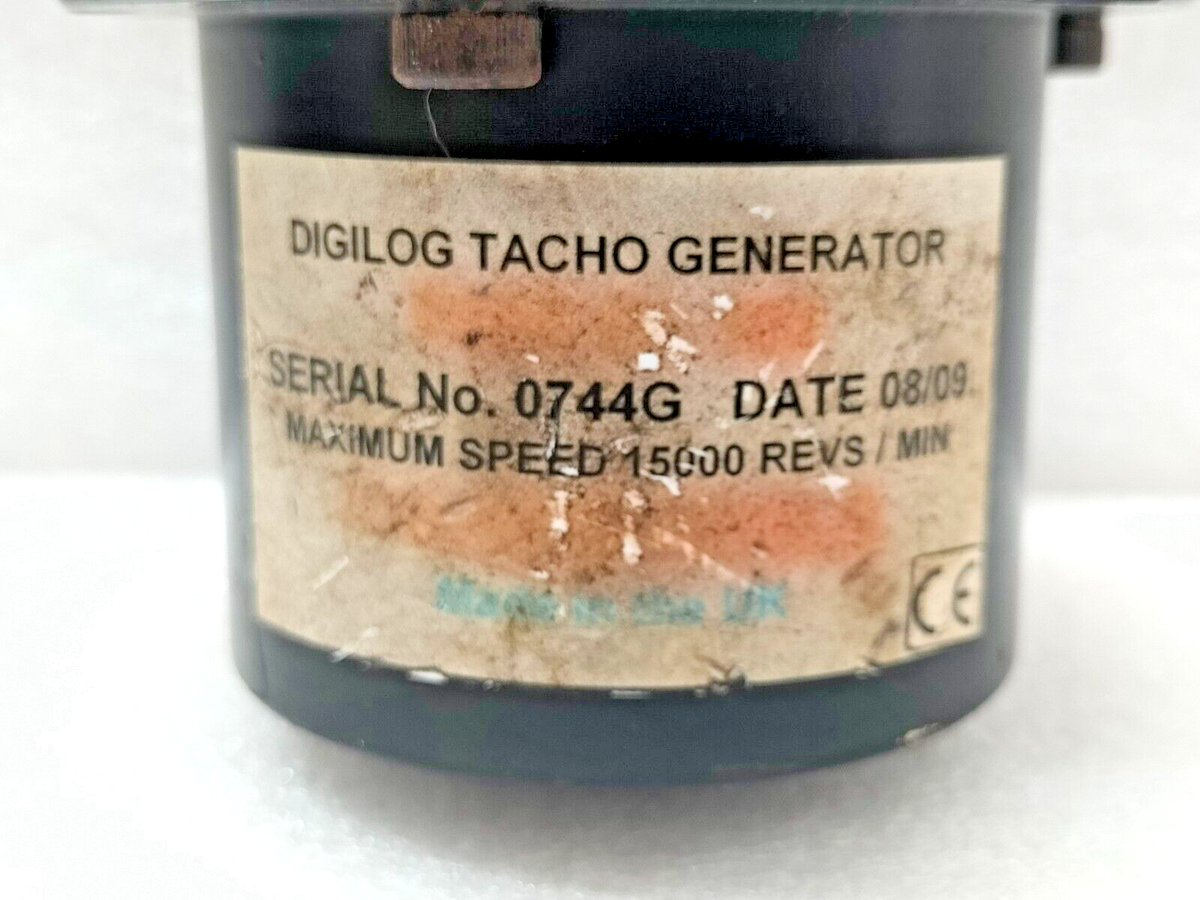 DIGILOG TACHO GENERATOR
SERIAL No. 0744G DATE 08/09.
MAXIMUM SPEED 15000 REVS / MIN
Made in the UK
CE